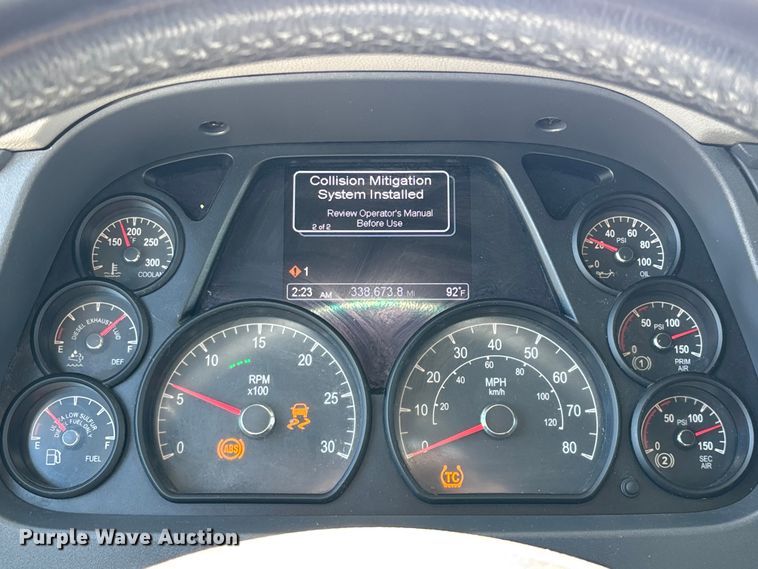 Collision Mitigation
System Installed
Review Operator's Manual
Before Use
2 of 2
1
2:23 AM 338,673.8 MI 92°F
150 200 250 300
°F
COOLANT
E F
DIESEL EXHAUST FLUID
DEF
E F
ULTRA LOW SULFUR
DIESEL FUEL ONLY
FUEL
0 5 10 15 20 25 30
RPM
x100
ABS
0 10 20 30 40 50 60 70 80
40 60 80 100 120
MPH
km/h
TC
0 20 40 60 80 100
PSI
OIL
0 50 100 150
PSI
1
PRIM
AIR
0 50 100 150
PSI
2
SEC
AIR
Purple Wave Auction